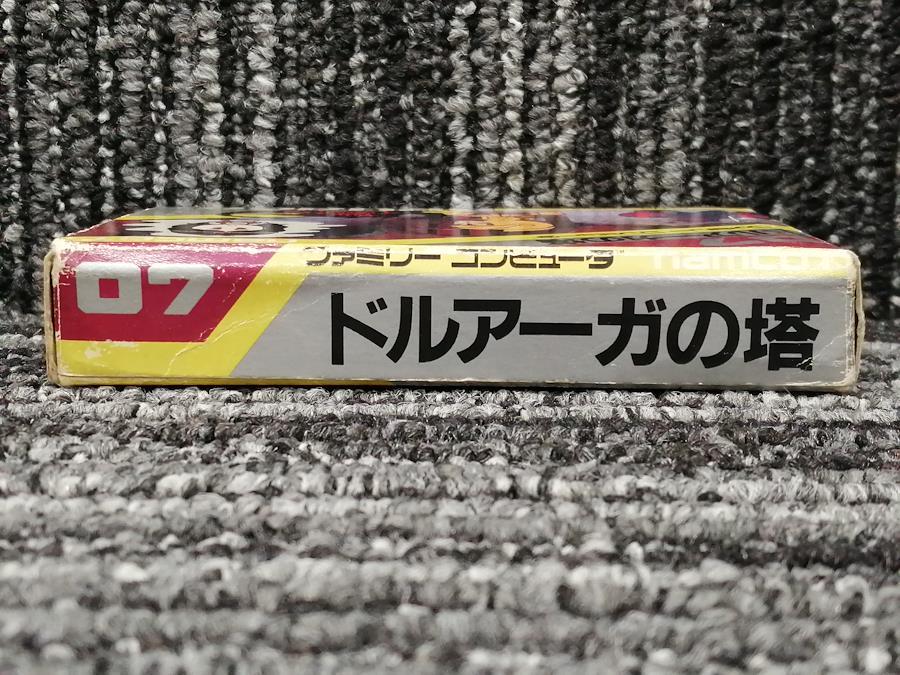 07
ファミリー コンピュータ
namcot
ドルアーガの塔